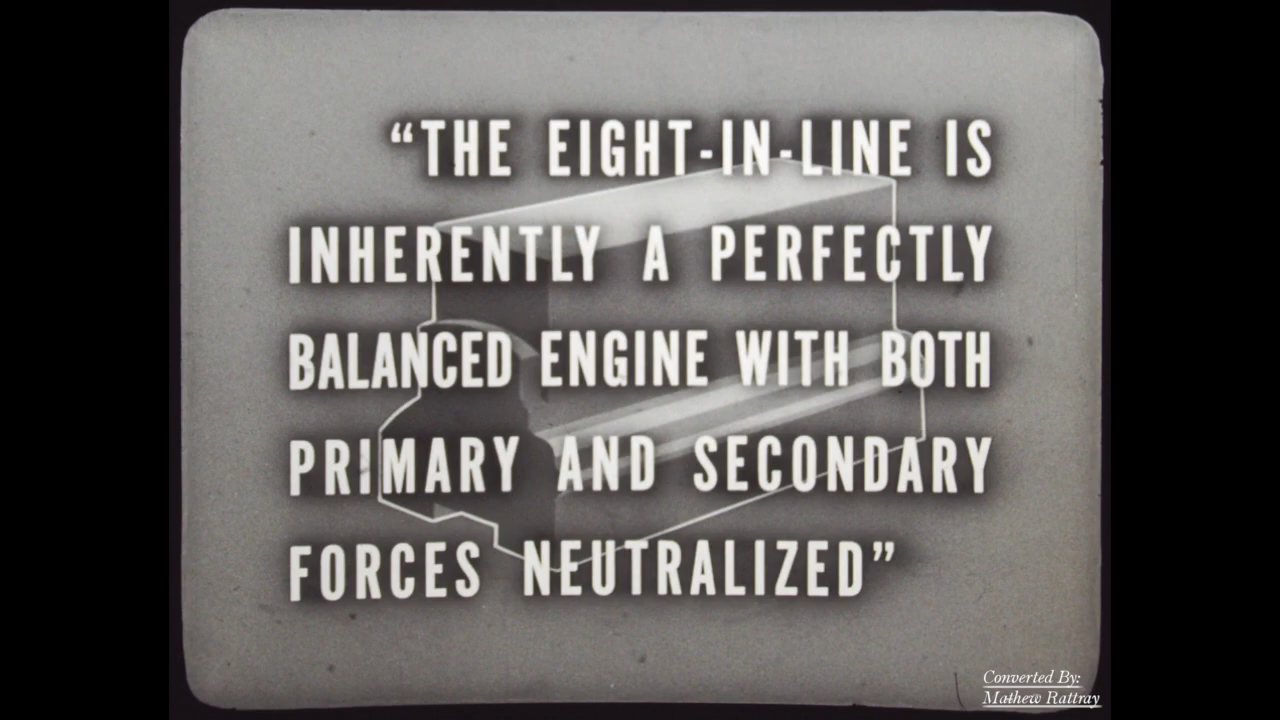 “THE EIGHT-IN-LINE IS
INHERENTLY A PERFECTLY
BALANCED ENGINE WITH BOTH
PRIMARY AND SECONDARY
FORCES NEUTRALIZED”
Converted By:
Mathew Rattray